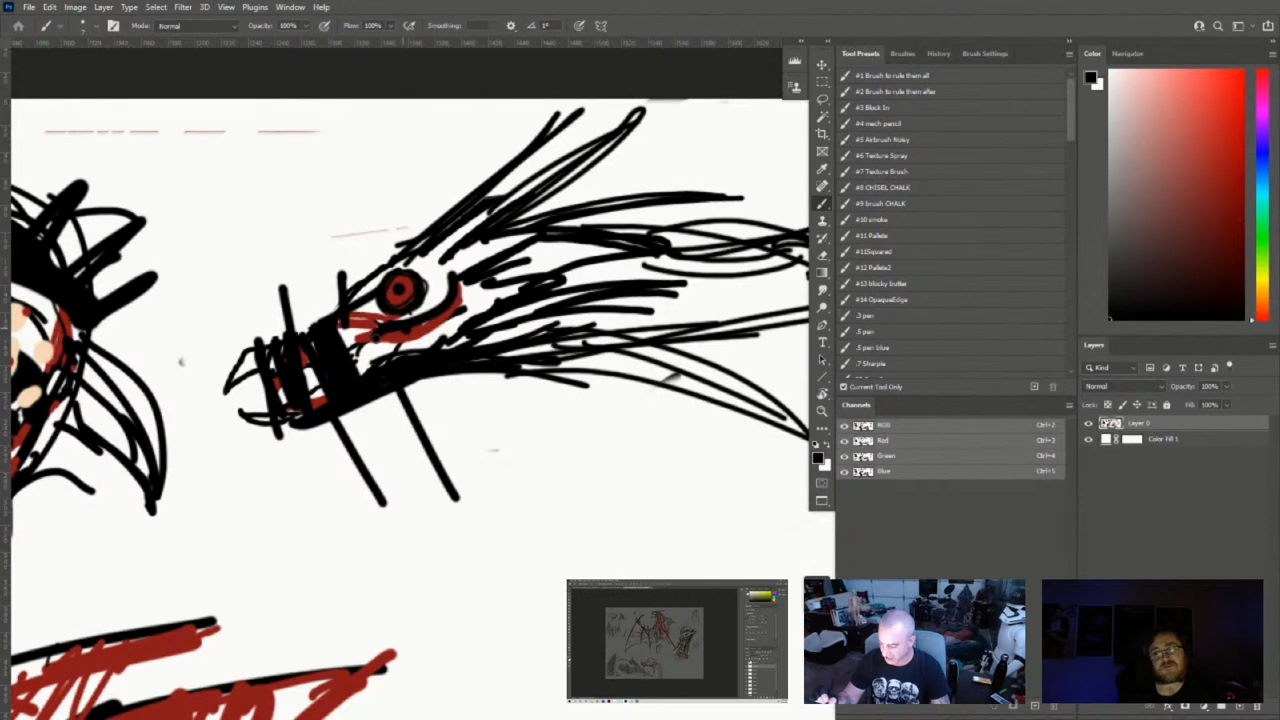 Ps File Edit Image Layer Type Select Filter 3D View Plugins Window Help
Mode: Normal Opacity: 100% Flow: 100% Smoothing: 1°
Tool Presets Brushes History Brush Settings
#1 Brush to rule them all
#2 Brush to rule them after
#3 Block In
#4 mech pencil
#5 Airbrush Noisy
#6 Texture Spray
#7 Texture Brush
#8 CHISEL CHALK
#9 brush CHALK
#10 smoke
#11 Pallete
#11Squared
#12 Pallete2
#13 blocky butter
#14 OpaqueEdge
.3 pen
.5 pen
.5 pen blue
.7 Sharpie
Current Tool Only
Channels
RGB Ctrl+2
Red Ctrl+3
Green Ctrl+4
Blue Ctrl+5
Color Navigator
Layers
Kind
Normal Opacity: 100%
Lock: Fill: 100%
Layer 0
Color Fill 1